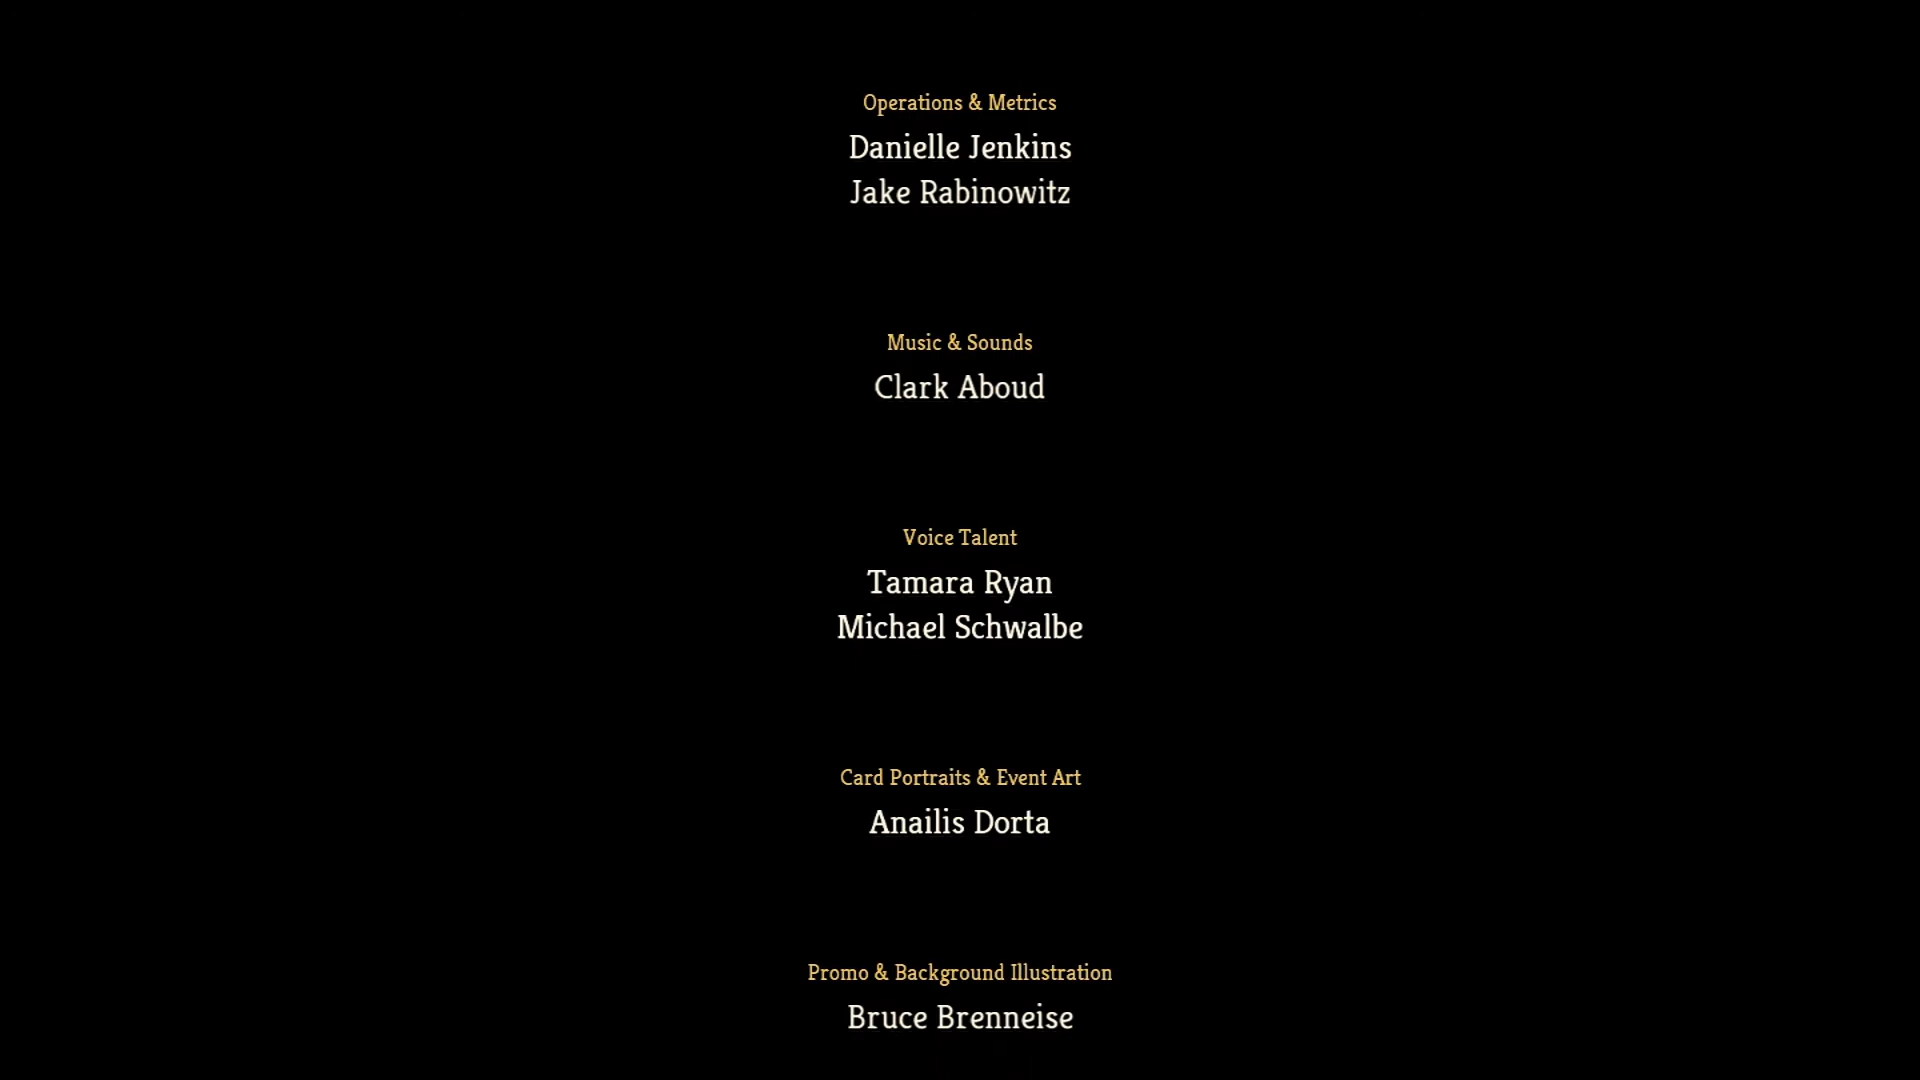 Operations & Metrics
Danielle Jenkins
Jake Rabinowitz
Music & Sounds
Clark Aboud
Voice Talent
Tamara Ryan
Michael Schwalbe
Card Portraits & Event Art
Anailis Dorta
Promo & Background Illustration
Bruce Brenneise